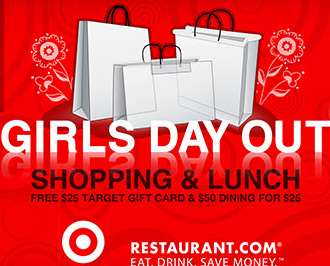 GIRLS DAY OUT
SHOPPING & LUNCH
FREE $25 TARGET GIFT CARD & $50 DINING FOR $25
RESTAURANT.COM®
EAT. DRINK. SAVE MONEY.™